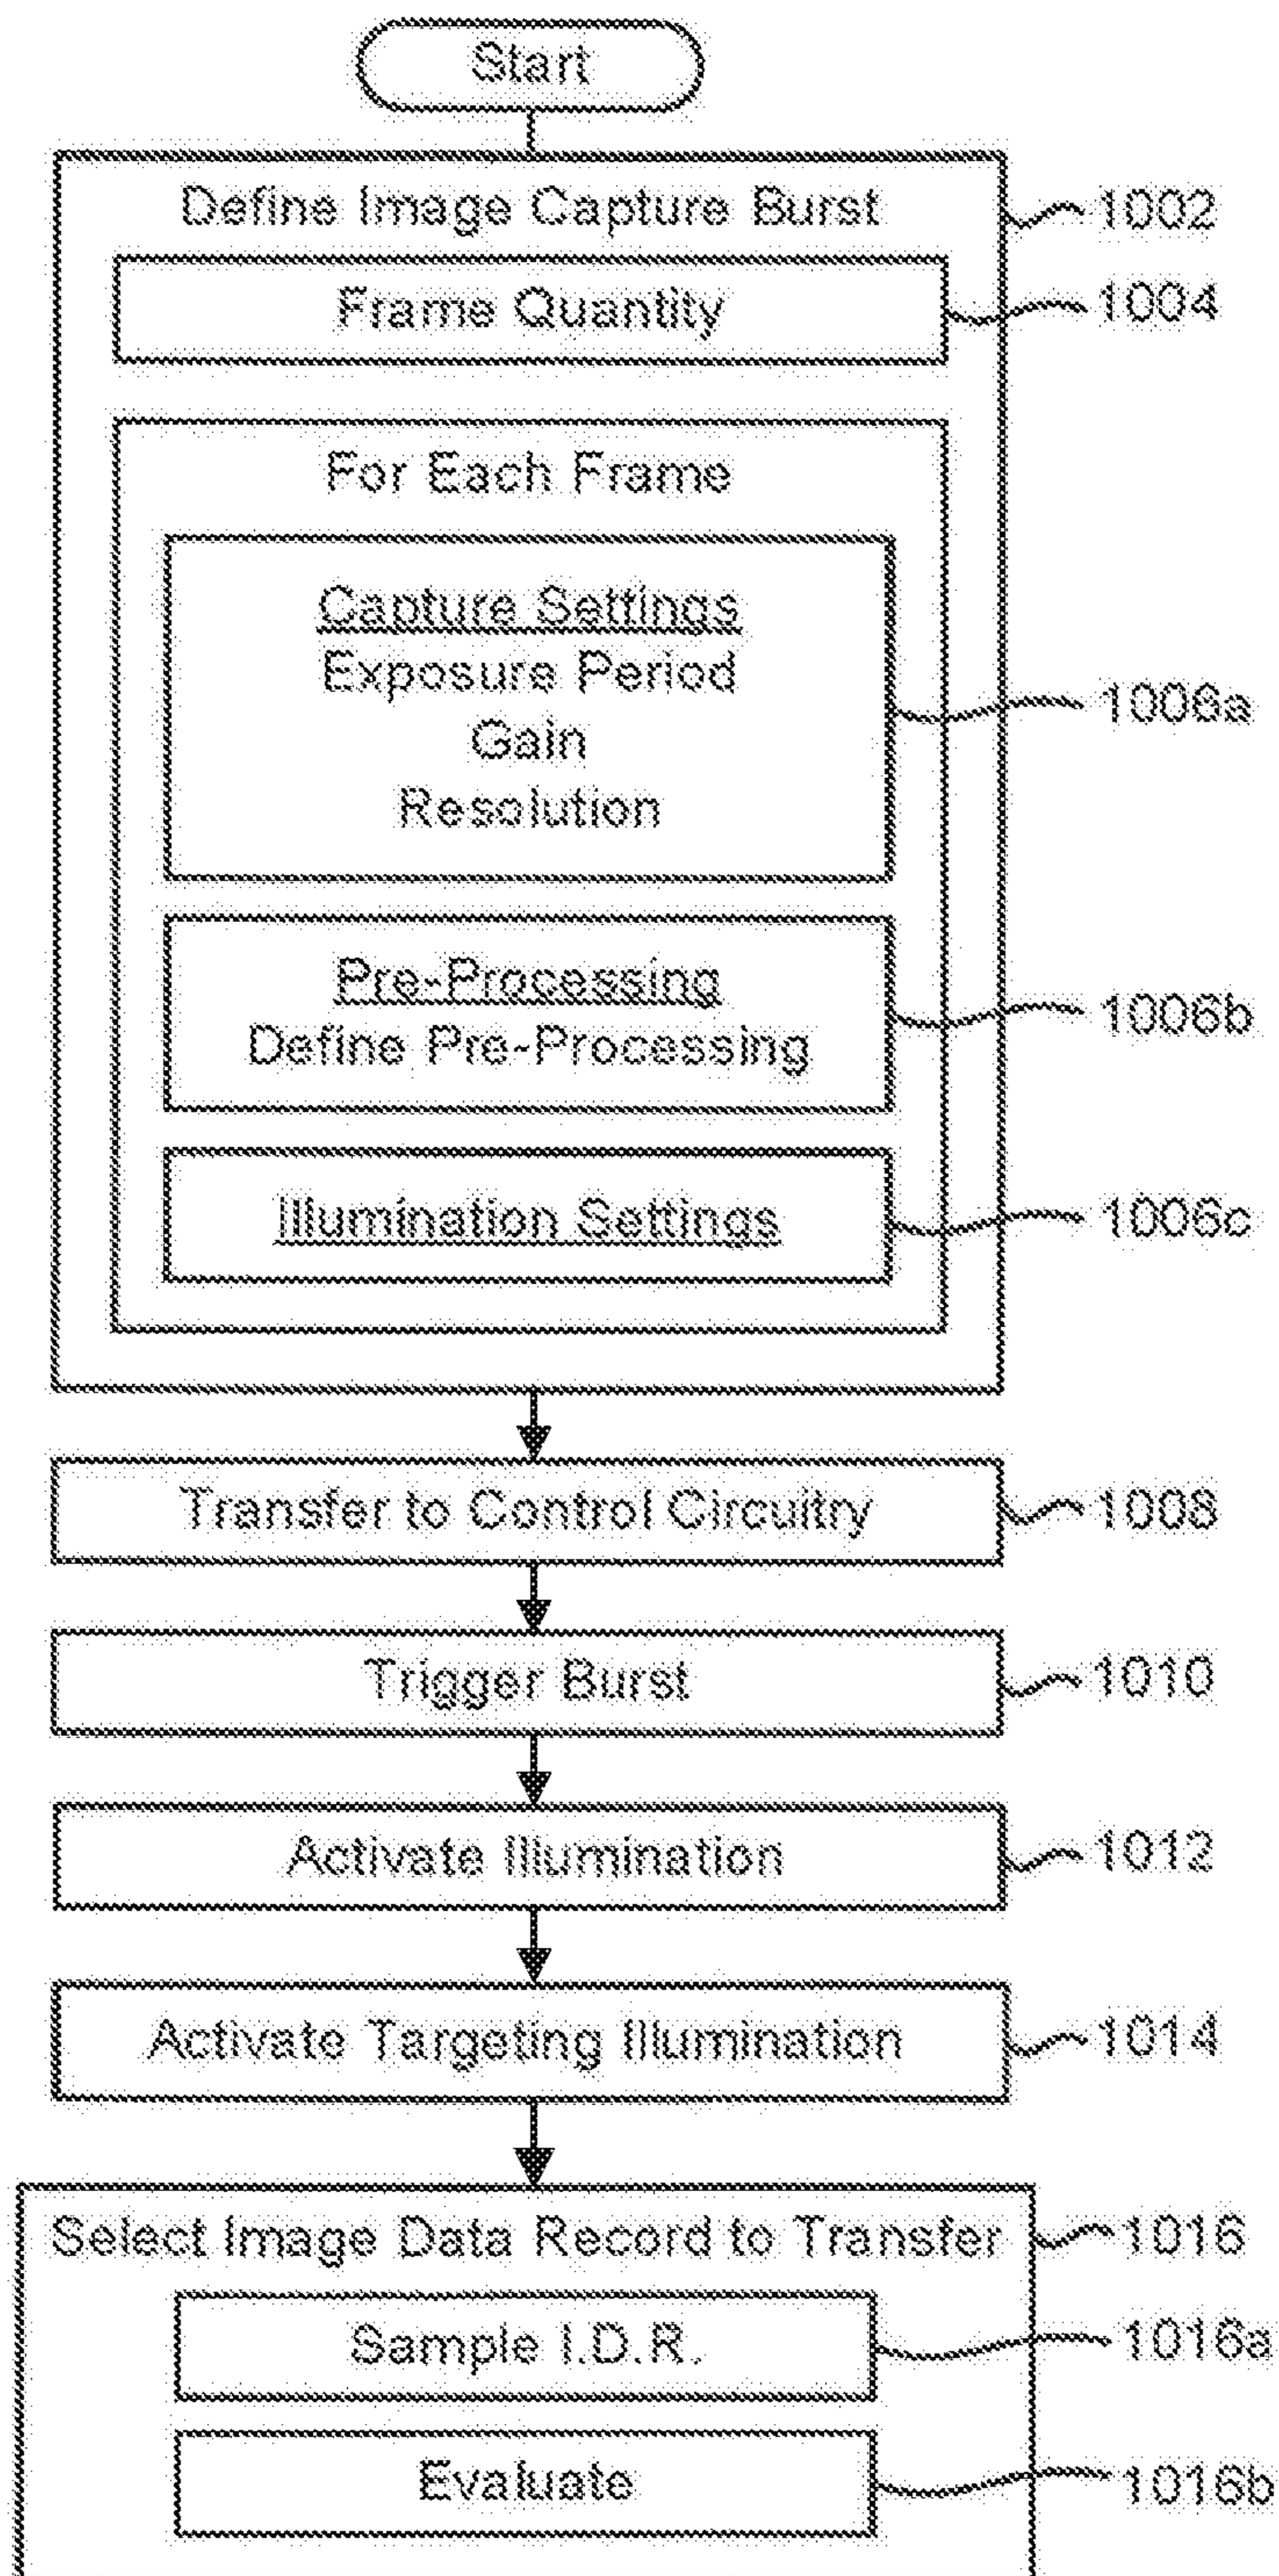 Start
Define Image Capture Burst
1002
Frame Quantity
1004
For Each Frame
Capture Settings
Exposure Period
Gain
Resolution
1006a
Pre-Processing
Define Pre-Processing
1006b
Illumination Settings
1006c
Transfer to Control Circuitry
1008
Trigger Burst
1010
Activate Illumination
1012
Activate Targeting Illumination
1014
Select Image Data Record to Transfer
1016
Sample I.D.R.
1016a
Evaluate
1016b